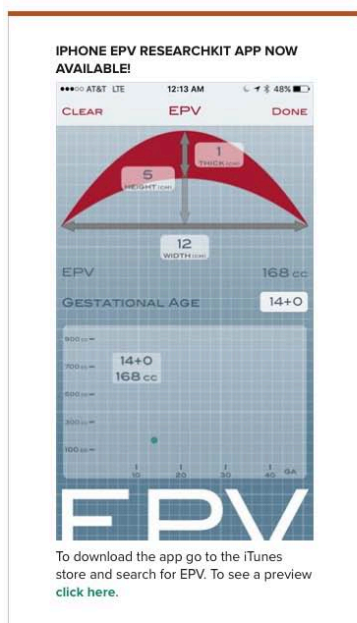 IPHONE EPV RESEARCHKIT APP NOW
AVAILABLE!
AT&T LTE 12:13 AM 48%
CLEAR EPV DONE
1
THICK (CM)
5
HEIGHT (CM)
12
WIDTH (CM)
EPV 168 cc
GESTATIONAL AGE 14+0
900 cc
700 cc
14+0
168 cc
500 cc
300 cc
100 cc
10 20 30 40 GA
EPV
To download the app go to the iTunes
store and search for EPV. To see a preview
click here.